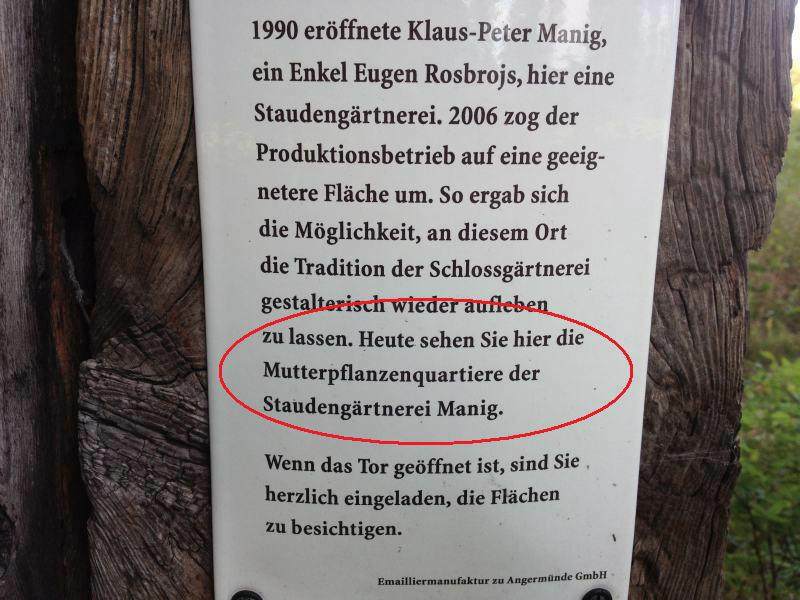 1990 eröffnete Klaus-Peter Manig,
ein Enkel Eugen Rosbrojs, hier eine
Staudengärtnerei. 2006 zog der
Produktionsbetrieb auf eine geeig-
netere Fläche um. So ergab sich
die Möglichkeit, an diesem Ort
die Tradition der Schlossgärtnerei
gestalterisch wieder aufleben
zu lassen. Heute sehen Sie hier die
Mutterpflanzenquartiere der
Staudengärtnerei Manig.
Wenn das Tor geöffnet ist, sind Sie
herzlich eingeladen, die Flächen
zu besichtigen.
Emailliermanufaktur zu Angermünde GmbH